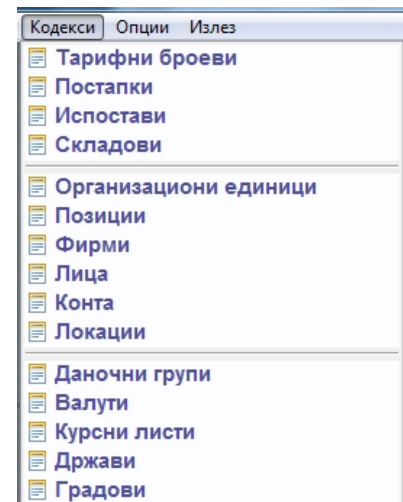 Кодекси Опции Излез
Тарифни броеви
Постапки
Испостави
Складови
Организациони единици
Позиции
Фирми
Лица
Конта
Локации
Даночни групи
Валути
Курсни листи
Држави
Градови